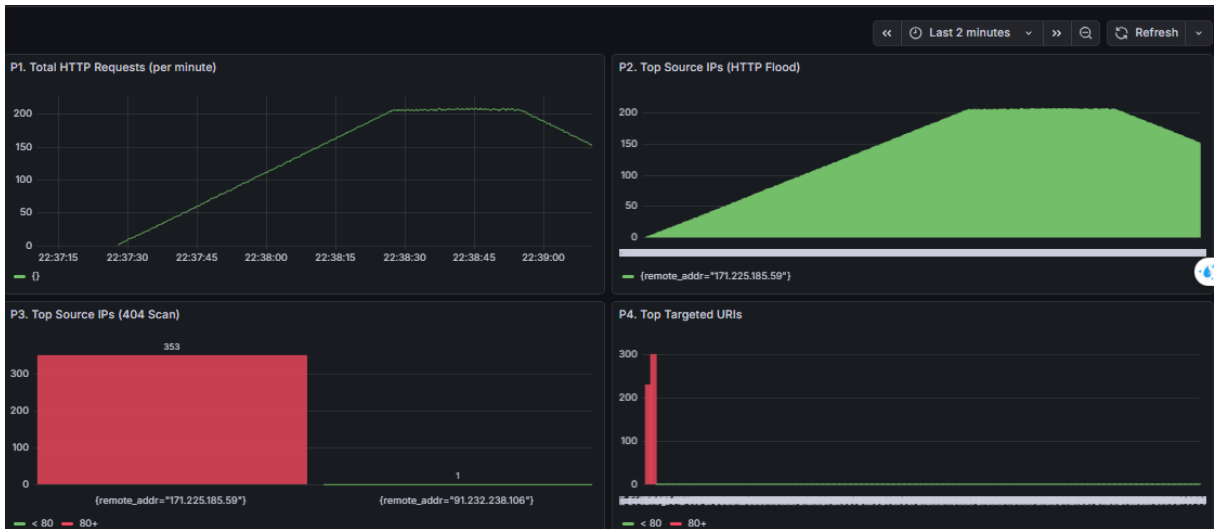 Last 2 minutes
Refresh
P1. Total HTTP Requests (per minute)
200
150
100
50
0
22:37:15 22:37:30 22:37:45 22:38:00 22:38:15 22:38:30 22:38:45 22:39:00
{}
P2. Top Source IPs (HTTP Flood)
200
150
100
50
0
{remote_addr="171.225.185.59"}
P3. Top Source IPs (404 Scan)
353
300
200
100
1
0
{remote_addr="171.225.185.59"} {remote_addr="91.232.238.106"}
< 80 80+
P4. Top Targeted URIs
300
200
100
0
< 80 80+